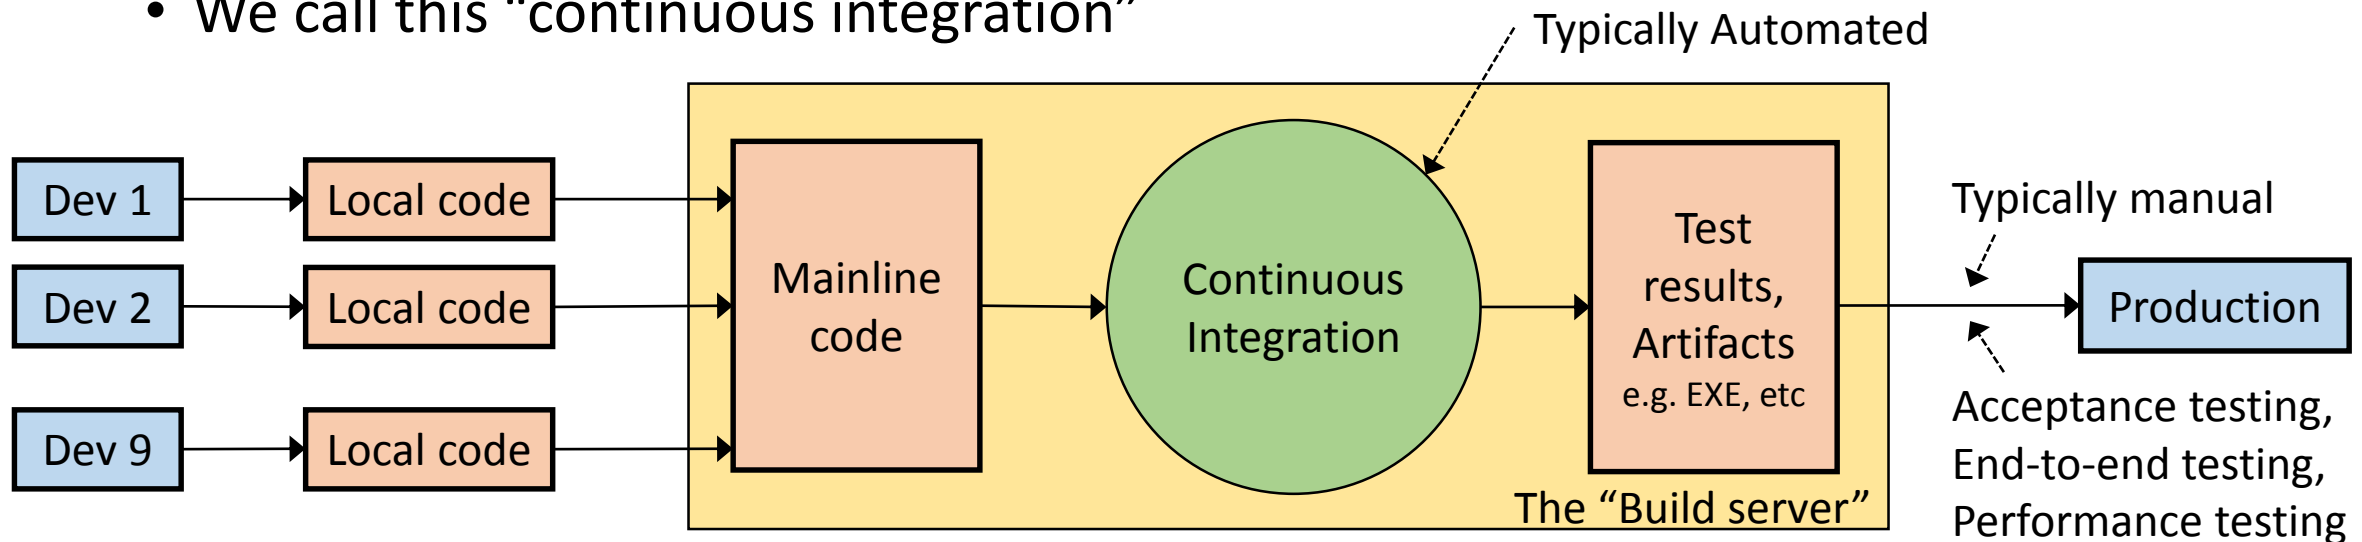 • We call this “continuous integration”
Typically Automated
Dev 1
Local code
Dev 2
Local code
Dev 9
Local code
Mainline
code
Continuous
Integration
Test
results,
Artifacts
e.g. EXE, etc
The “Build server”
Typically manual
Production
Acceptance testing,
End-to-end testing,
Performance testing